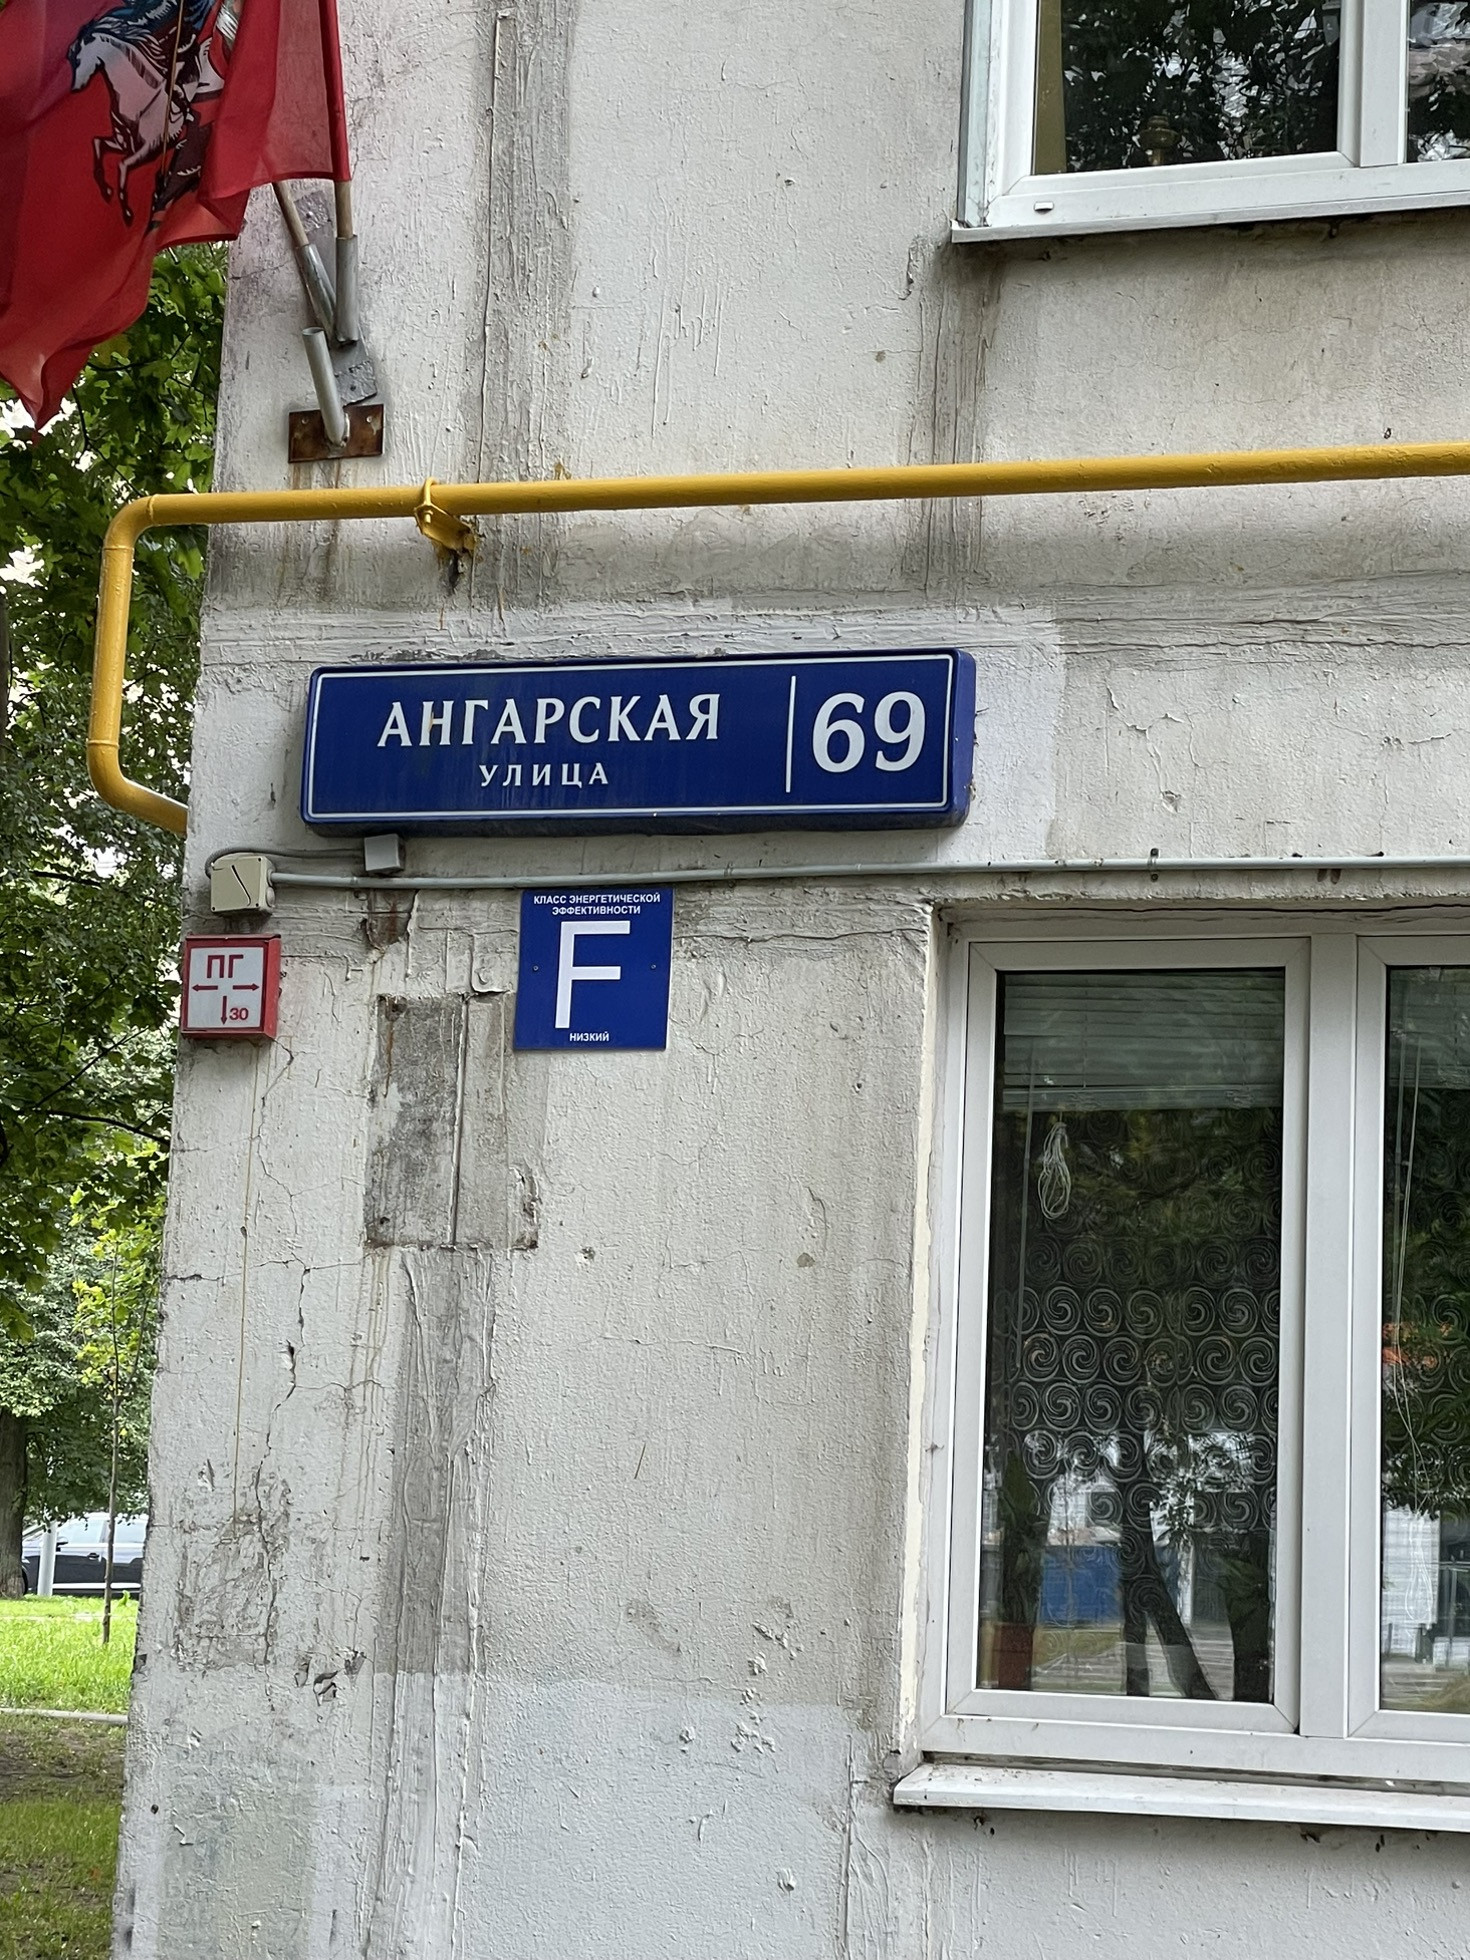 АНГАРСКАЯ
УЛИЦА
69
КЛАСС ЭНЕРГЕТИЧЕСКОЙ
ЭФФЕКТИВНОСТИ
F
НИЗКИЙ
ПГ
30